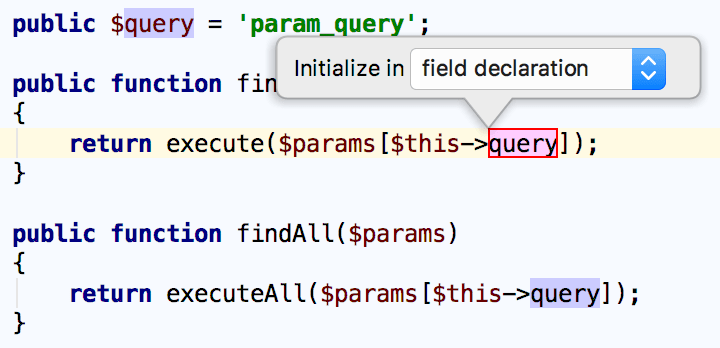 public $query = 'param_query';
Initialize in field declaration
public function fin
{
return execute($params[$this->query]);
}
public function findAll($params)
{
return executeAll($params[$this->query]);
}